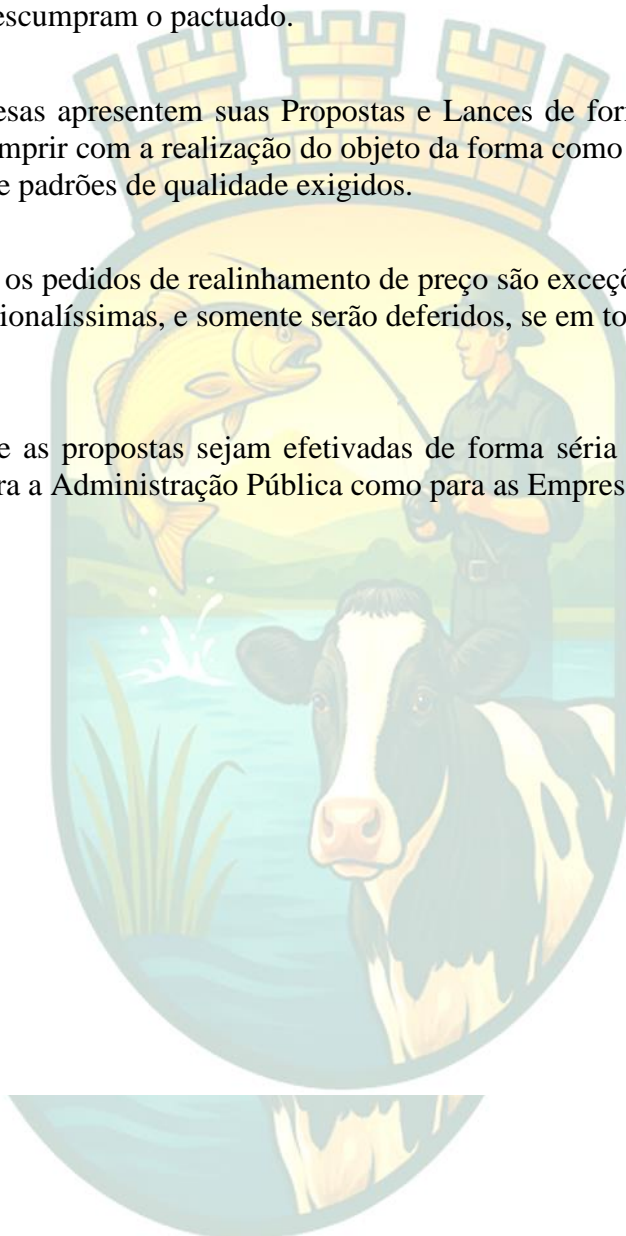 escumpram o pactuado.
esas apresentem suas Propostas e Lances de for
mprir com a realização do objeto da forma como
e padrões de qualidade exigidos.
os pedidos de realinhamento de preço são exceç
ionalíssimas, e somente serão deferidos, se em to
e as propostas sejam efetivadas de forma séria
ra a Administração Pública como para as Empres